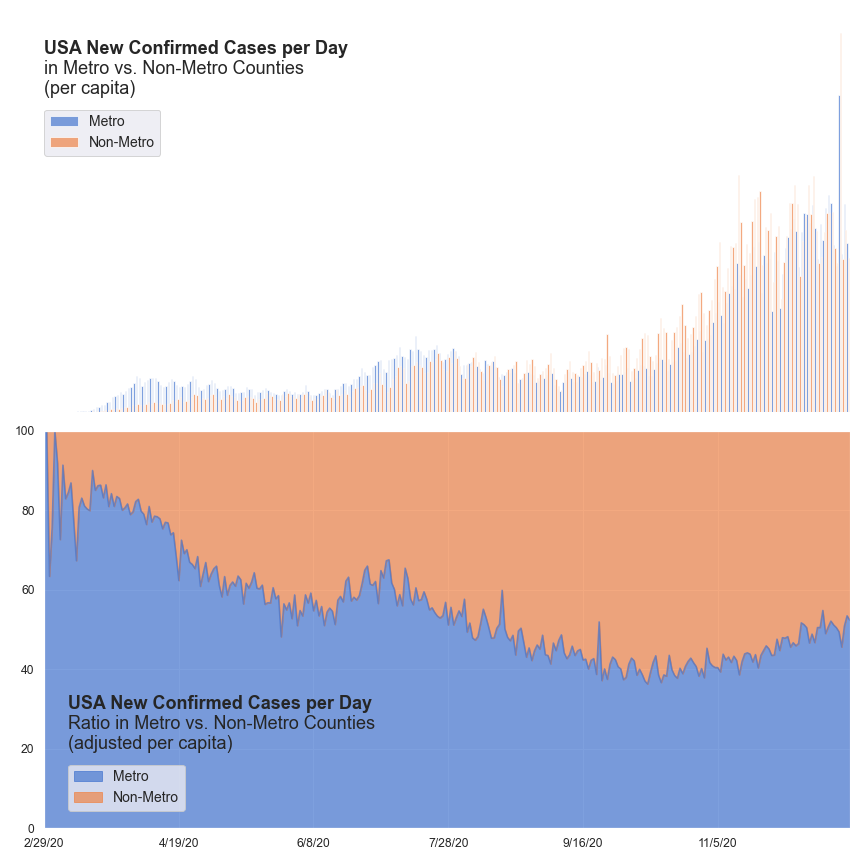 USA New Confirmed Cases per Day
in Metro vs. Non-Metro Counties
(per capita)
Metro
Non-Metro
100
80
60
40
20
0
USA New Confirmed Cases per Day
Ratio in Metro vs. Non-Metro Counties
(adjusted per capita)
Metro
Non-Metro
2/29/20 4/19/20 6/8/20 7/28/20 9/16/20 11/5/20